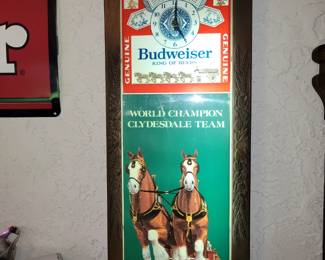 Budweiser
KING OF BEERS
GENUINE
GENUINE
WORLD CHAMPION
CLYDESDALE TEAM
r